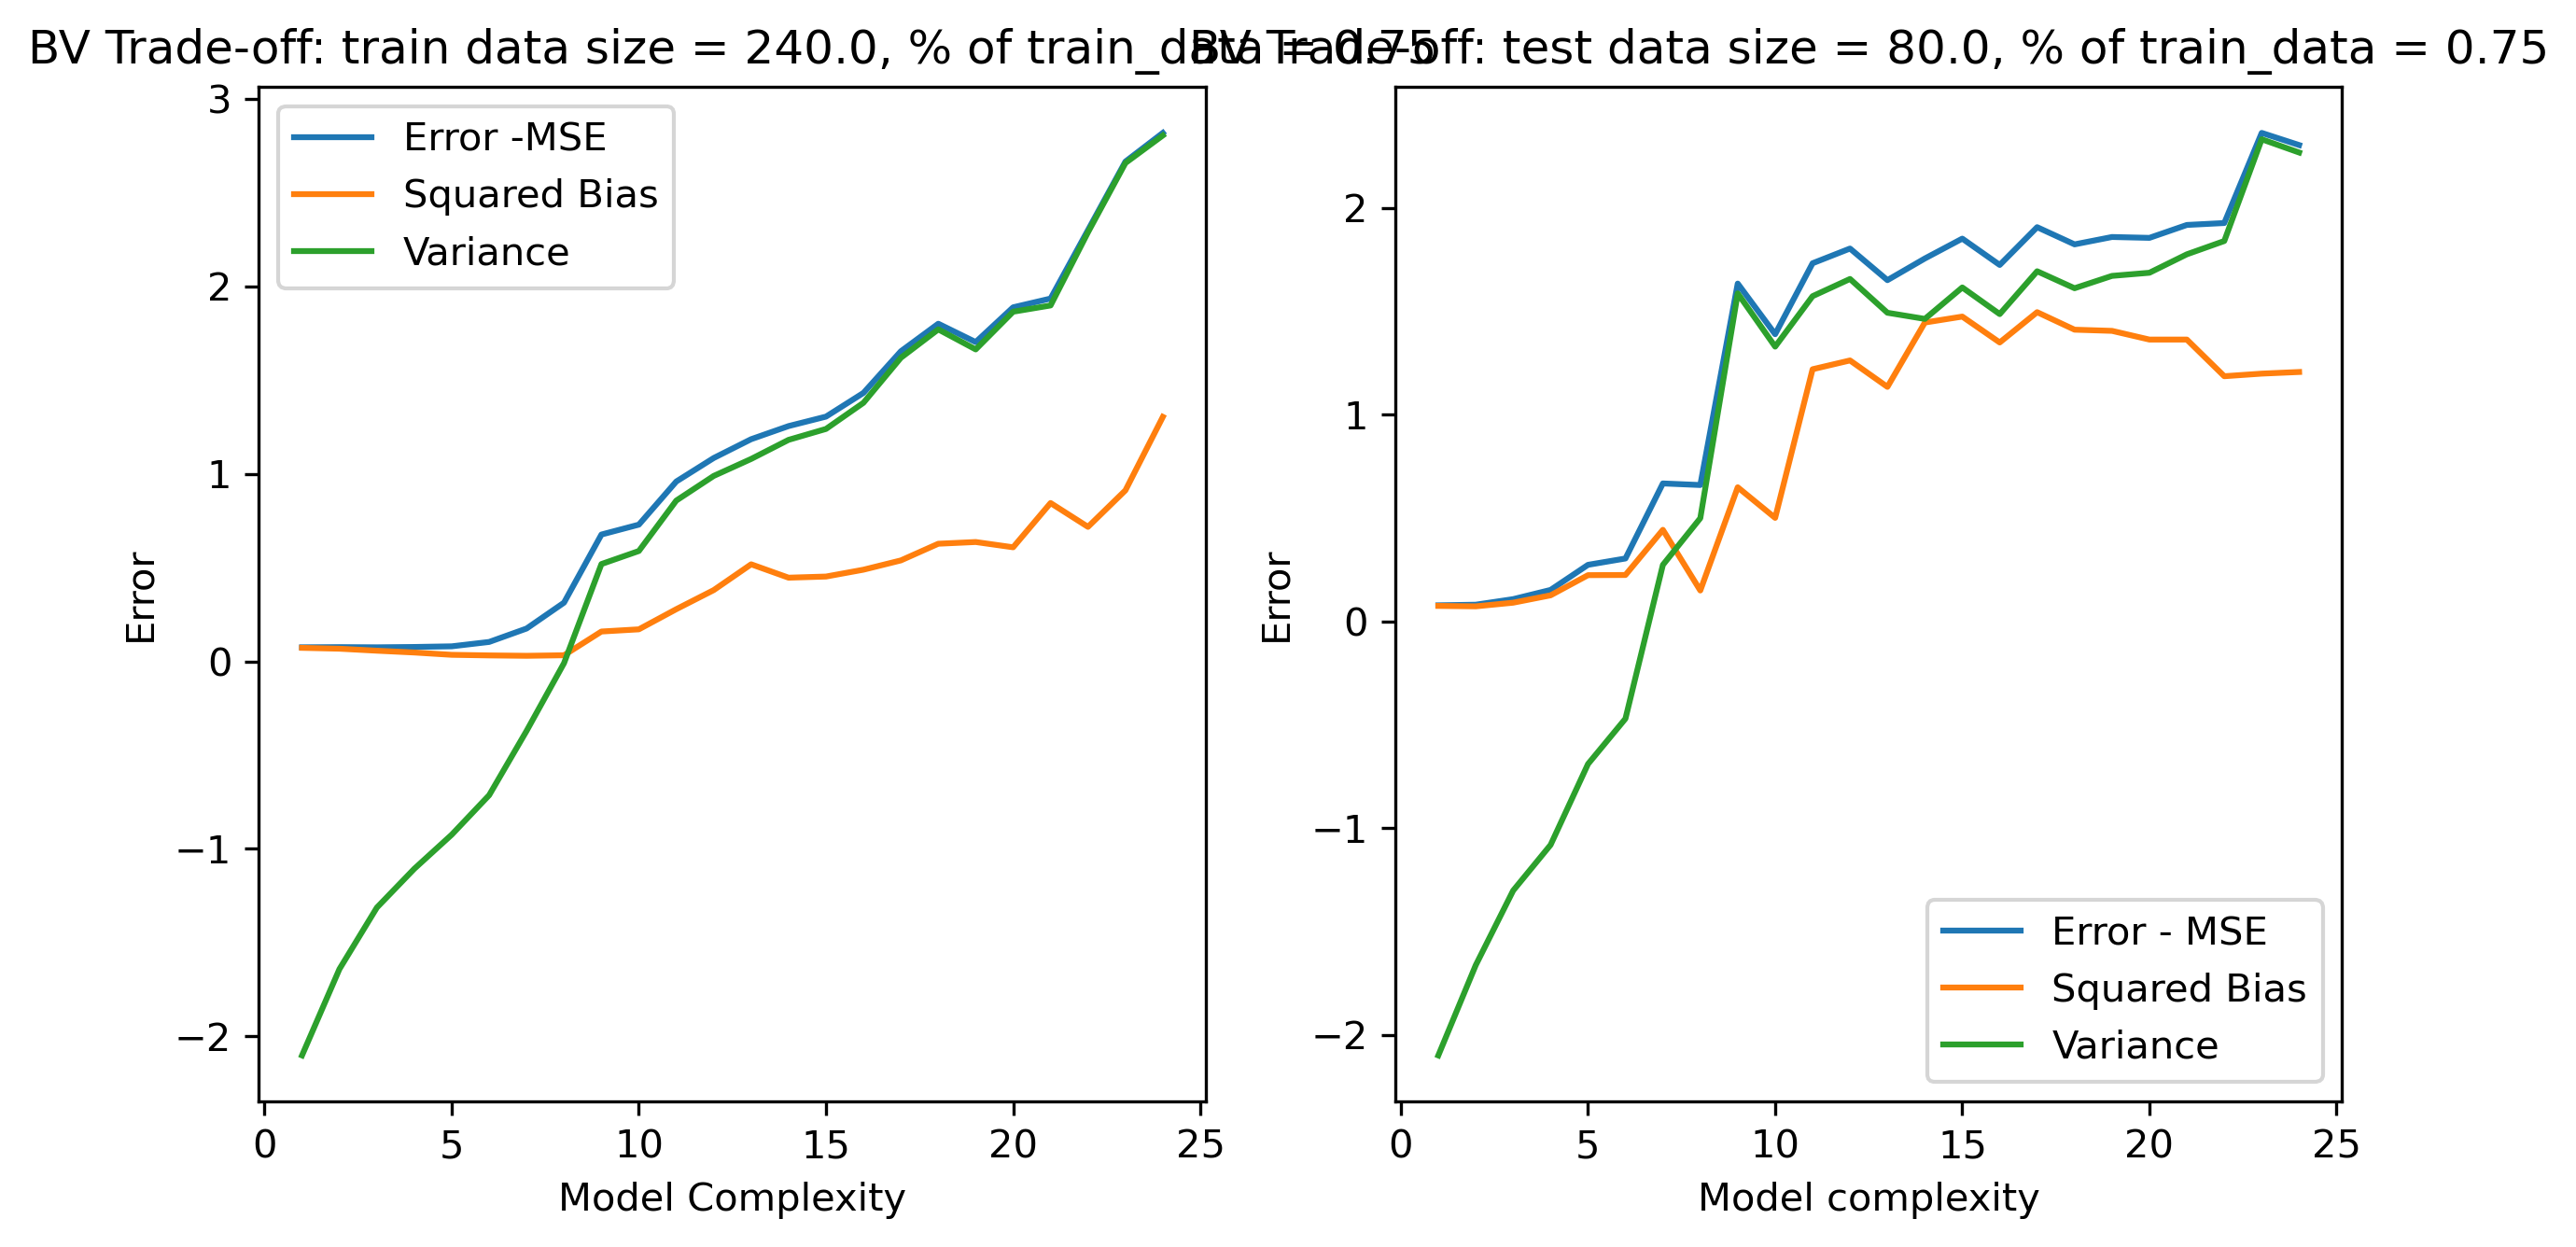 BV Trade-off: train data size = 240.0, % of train_data = 0.75
BV Trade-off: test data size = 80.0, % of train_data = 0.75
3
2
1
0
−1
−2
Error
Error -MSE
Squared Bias
Variance
0 5 10 15 20 25
Model Complexity
2
1
0
−1
−2
Error
Error - MSE
Squared Bias
Variance
0 5 10 15 20 25
Model complexity